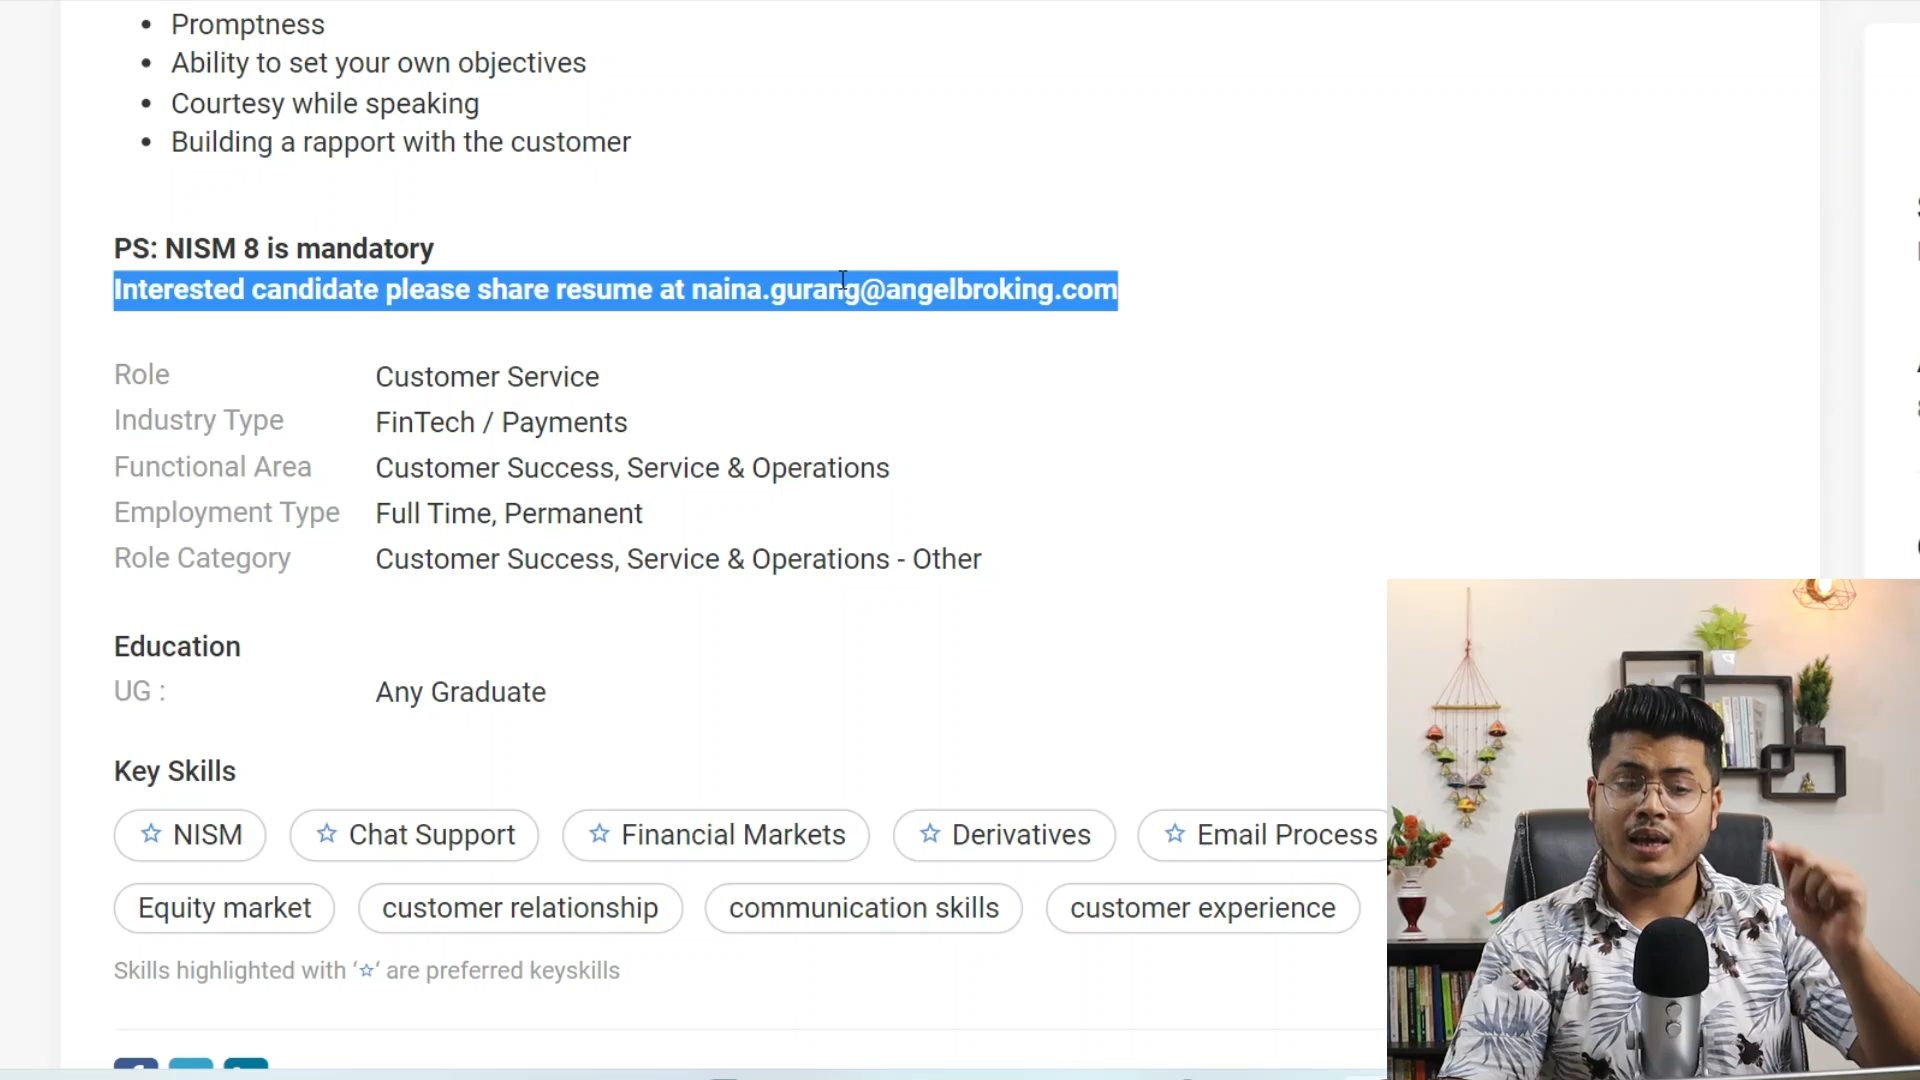 Promptness
Ability to set your own objectives
Courtesy while speaking
Building a rapport with the customer
PS: NISM 8 is mandatory
Interested candidate please share resume at naina.gurang@angelbroking.com
Role Customer Service
Industry Type FinTech / Payments
Functional Area Customer Success, Service & Operations
Employment Type Full Time, Permanent
Role Category Customer Success, Service & Operations - Other
Education
UG : Any Graduate
Key Skills
☆ NISM ☆ Chat Support ☆ Financial Markets ☆ Derivatives ☆ Email Process
Equity market customer relationship communication skills customer experience
Skills highlighted with ‘☆‘ are preferred keyskills